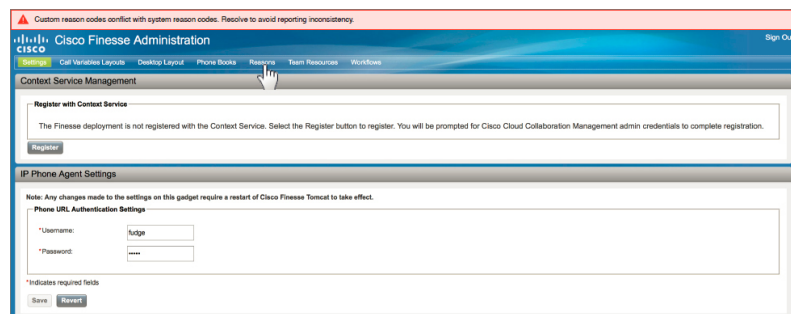 Custom reason codes conflict with system reason codes. Resolve to avoid reporting inconsistency.
CISCO Cisco Finesse Administration Sign Ou
Settings Call Variables Layouts Desktop Layout Phone Books Reasons Team Resources Workflows
Context Service Management
Register with Context Service
The Finesse deployment is not registered with the Context Service. Select the Register button to register. You will be prompted for Cisco Cloud Collaboration Management admin credentials to complete registration.
Register
IP Phone Agent Settings
Note: Any changes made to the settings on this gadget require a restart of Cisco Finesse Tomcat to take effect.
Phone URL Authentication Settings
*Username: fudge
*Password: •••••
*Indicates required fields
Save Revert